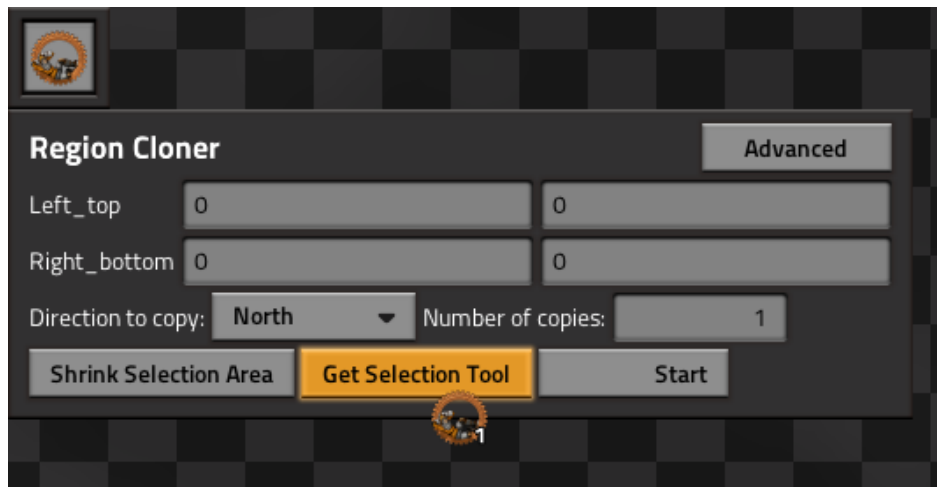 Region Cloner Advanced
Left_top 0 0
Right_bottom 0 0
Direction to copy: North Number of copies: 1
Shrink Selection Area Get Selection Tool Start
1